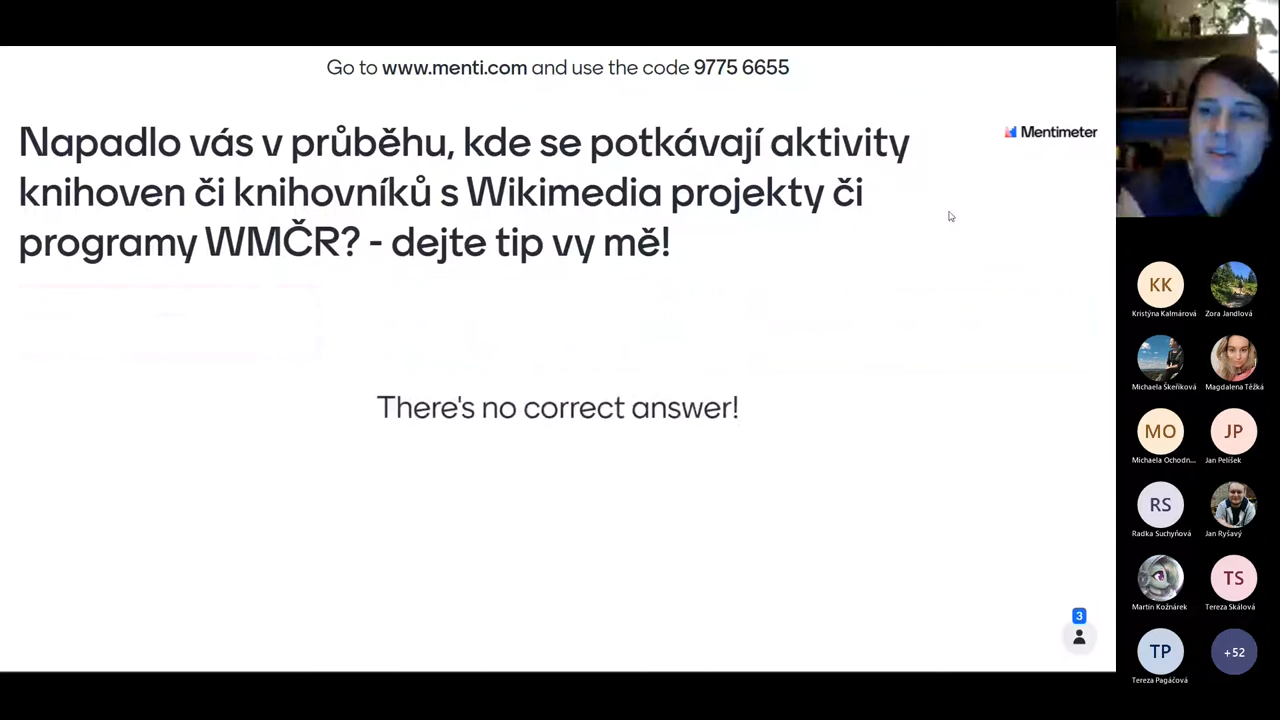 Go to www.menti.com and use the code 9775 6655
Mentimeter
Napadlo vás v průběhu, kde se potkávají aktivity
knihoven či knihovníků s Wikimedia projekty či
programy WMČR? - dejte tip vy mě!
There's no correct answer!
3
KK
Kristýna Kalmárová
Zora Jandlová
Michaela Škeříková
Magdalena Těžká
MO
JP
Michaela Ochodn...
Jan Pelíšek
RS
Radka Suchyňová
Jan Ryšavý
TS
Martin Kožnárek
Tereza Skálová
TP
+52
Tereza Pagáčová